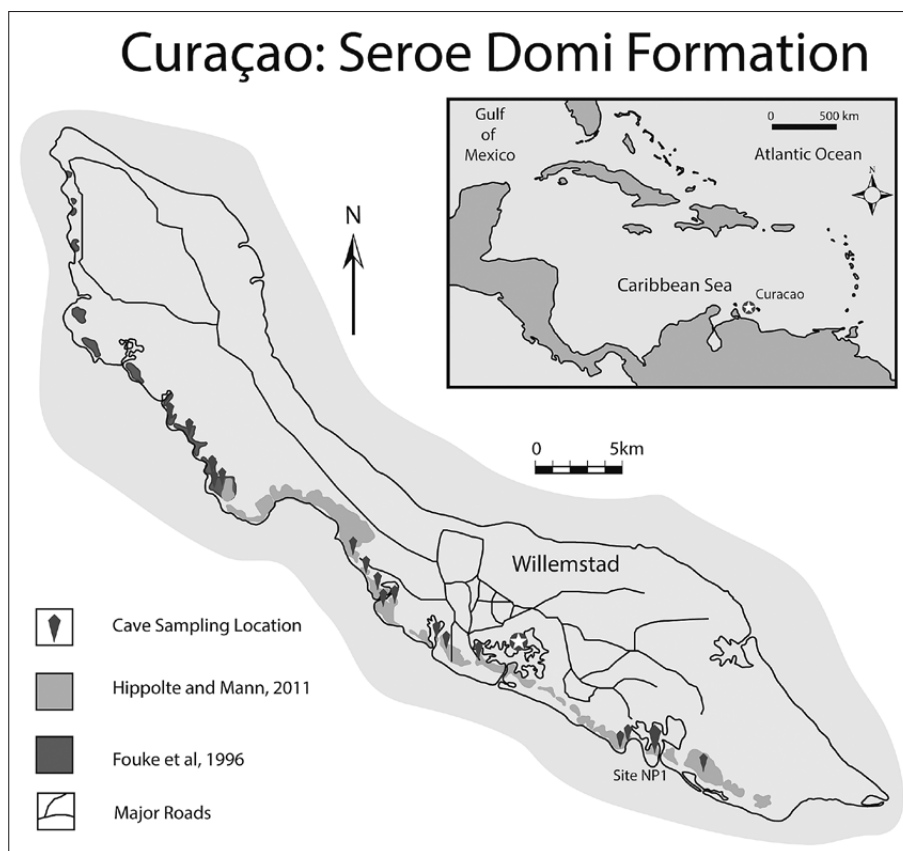 Curaçao: Seroe Domi Formation
Gulf
of
Mexico
0 500 km
Atlantic Ocean
N
Caribbean Sea
Curacao
N
0 5km
Willemstad
Site NP1
Cave Sampling Location
Hippolte and Mann, 2011
Fouke et al, 1996
Major Roads